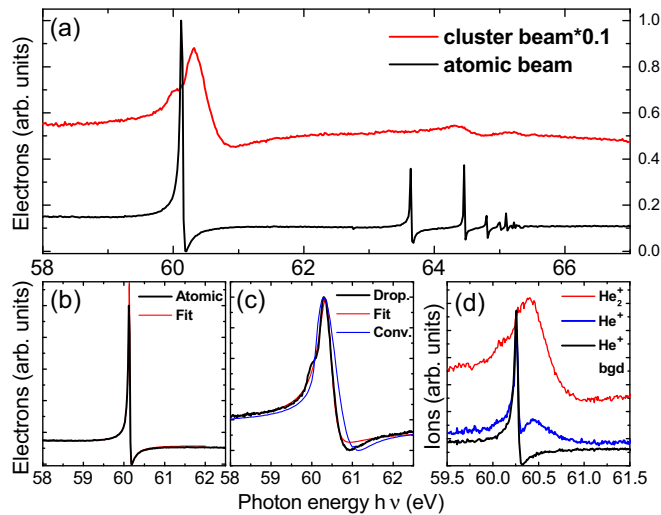 (a)
cluster beam*0.1
atomic beam
Electrons (arb. units)
1.0
0.8
0.6
0.4
0.2
0.0
58 60 62 64 66
(b)
Atomic
Fit
Electrons (arb. units)
58 59 60 61 62
(c)
Drop.
Fit
Conv.
58 59 60 61 62
(d)
He₂⁺
He⁺
He⁺
bgd
Ions (arb. units)
59.5 60.0 60.5 61.0 61.5
Photon energy h ν (eV)